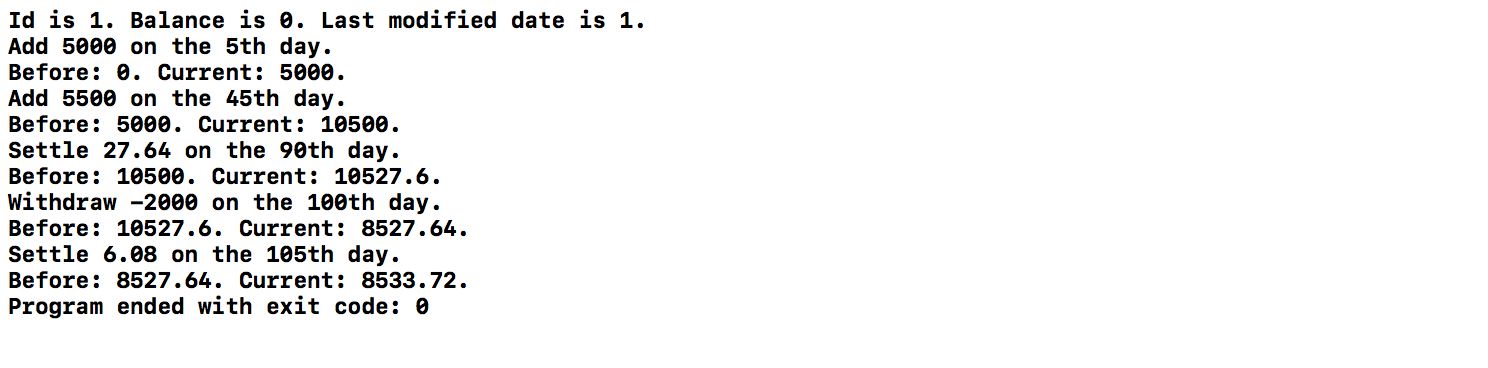 Id is 1. Balance is 0. Last modified date is 1.
Add 5000 on the 5th day.
Before: 0. Current: 5000.
Add 5500 on the 45th day.
Before: 5000. Current: 10500.
Settle 27.64 on the 90th day.
Before: 10500. Current: 10527.6.
Withdraw -2000 on the 100th day.
Before: 10527.6. Current: 8527.64.
Settle 6.08 on the 105th day.
Before: 8527.64. Current: 8533.72.
Program ended with exit code: 0